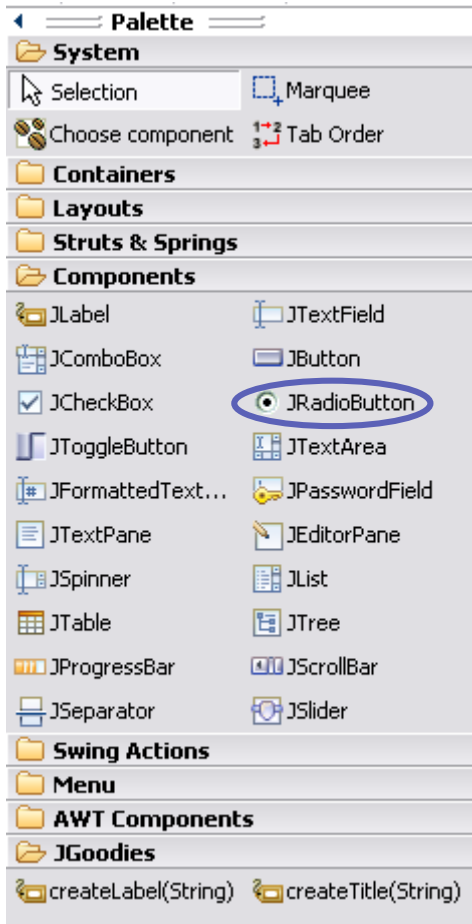 Palette
System
Selection Marquee
Choose component Tab Order
Containers
Layouts
Struts & Springs
Components
JLabel JTextField
JComboBox JButton
JCheckBox JRadioButton
JToggleButton JTextArea
JFormattedText... JPasswordField
JTextPane JEditorPane
JSpinner JList
JTable JTree
JProgressBar JScrollBar
JSeparator JSlider
Swing Actions
Menu
AWT Components
JGoodies
createLabel(String) createTitle(String)